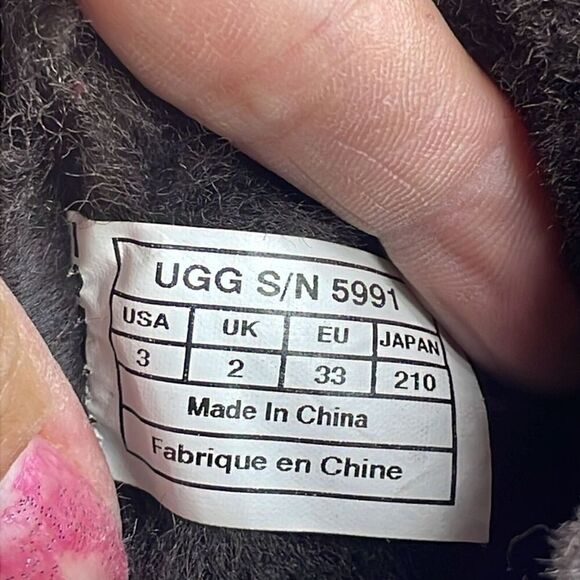 UGG S/N 5991
USA UK EU JAPAN
3 2 33 210
Made In China
Fabrique en Chine